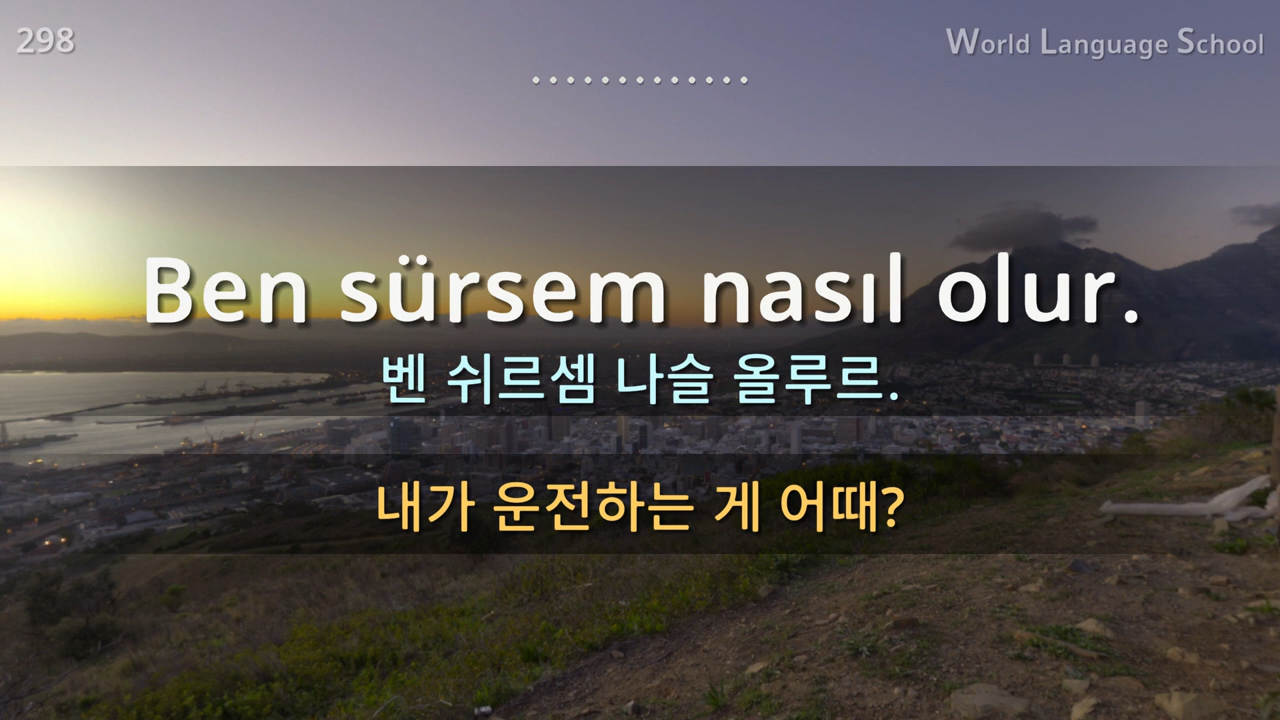 298
World Language School
Ben sürsem nasıl olur.
벤 쉬르셈 나슬 올루르.
내가 운전하는 게 어때?